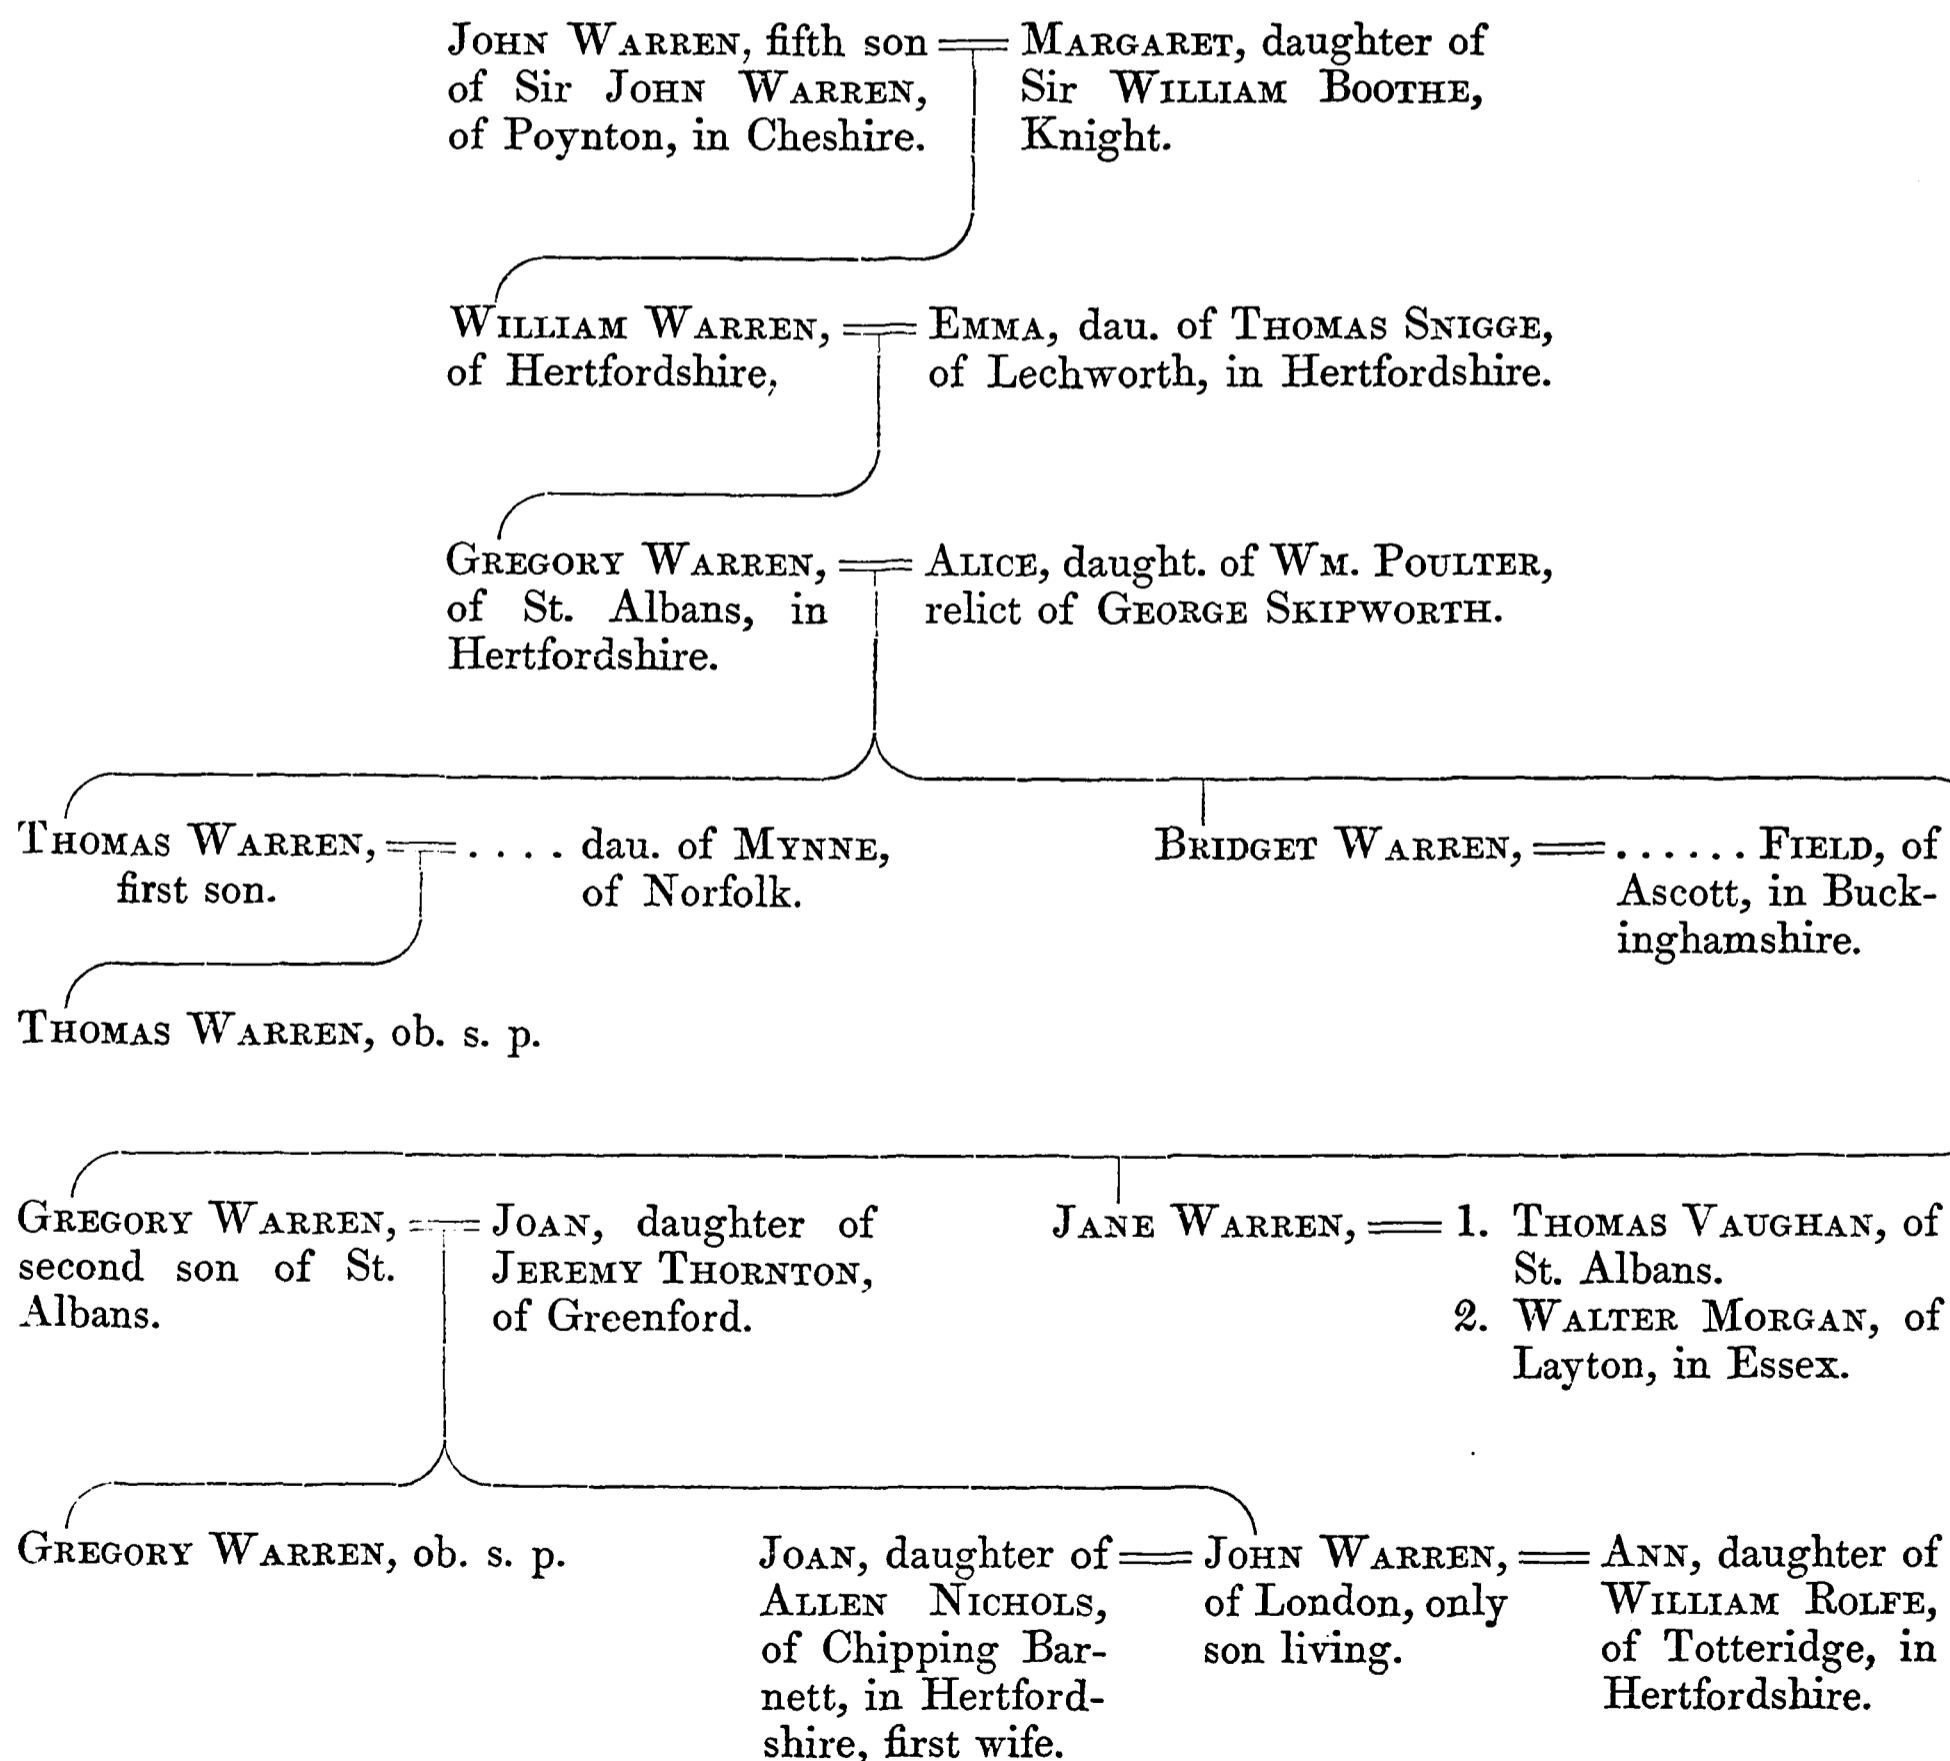 JOHN WARREN, fifth son
of Sir JOHN WARREN,
of Poynton, in Cheshire.
MARGARET, daughter of
Sir WILLIAM BOOTHE,
Knight.
WILLIAM WARREN,
of Hertfordshire,
EMMA, dau. of THOMAS SNIGGE,
of Lechworth, in Hertfordshire.
GREGORY WARREN,
of St. Albans, in
Hertfordshire.
ALICE, daught. of WM. POULTER,
relict of GEORGE SKIPWORTH.
THOMAS WARREN,
first son.
. . . . dau. of MYNNE,
of Norfolk.
BRIDGET WARREN,
...... FIELD, of
Ascott, in Buck-
inghamshire.
THOMAS WARREN, ob. s. p.
GREGORY WARREN,
second son of St.
Albans.
JOAN, daughter of
JEREMY THORNTON,
of Greenford.
JANE WARREN,
1. THOMAS VAUGHAN, of
St. Albans.
2. WALTER MORGAN, of
Layton, in Essex.
GREGORY WARREN, ob. s. p.
JOAN, daughter of
ALLEN NICHOLS,
of Chipping Bar-
nett, in Hertford-
shire, first wife.
JOHN WARREN,
of London, only
son living.
ANN, daughter of
WILLIAM ROLFE,
of Totteridge, in
Hertfordshire.